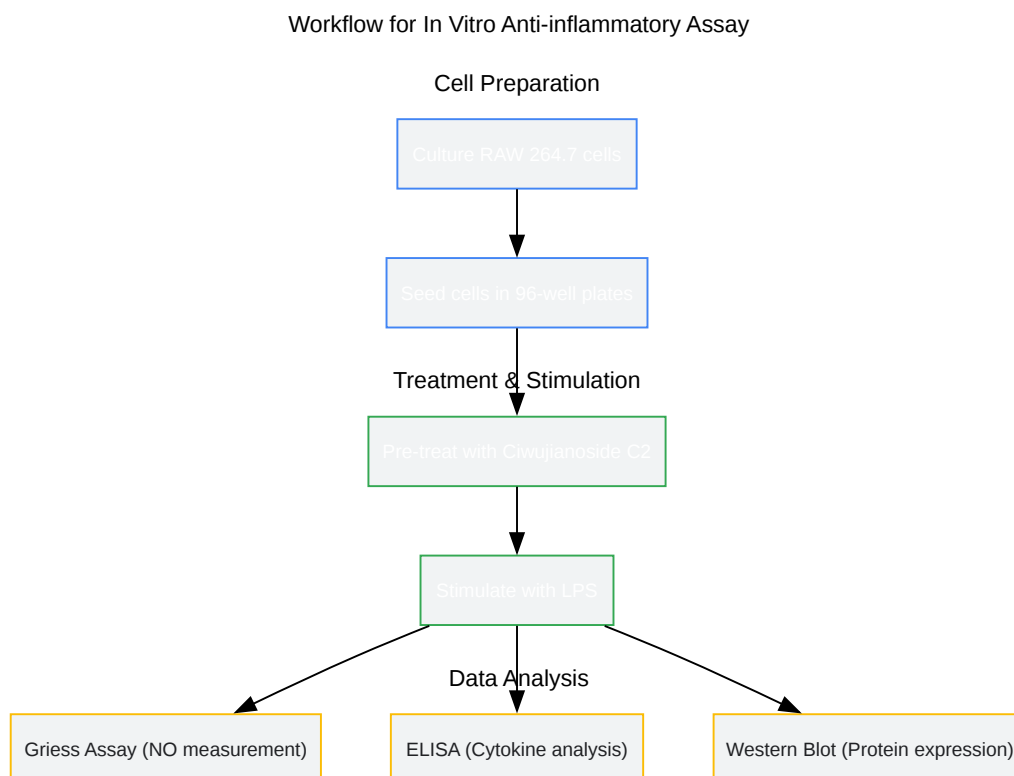 Workflow for In Vitro Anti-inflammatory Assay
Cell Preparation
Culture RAW 264.7 cells
Seed cells in 96-well plates
Treatment & Stimulation
Pre-treat with Ciwujianoside C2
Stimulate with LPS
Data Analysis
Griess Assay (NO measurement)
ELISA (Cytokine analysis)
Western Blot (Protein expression)